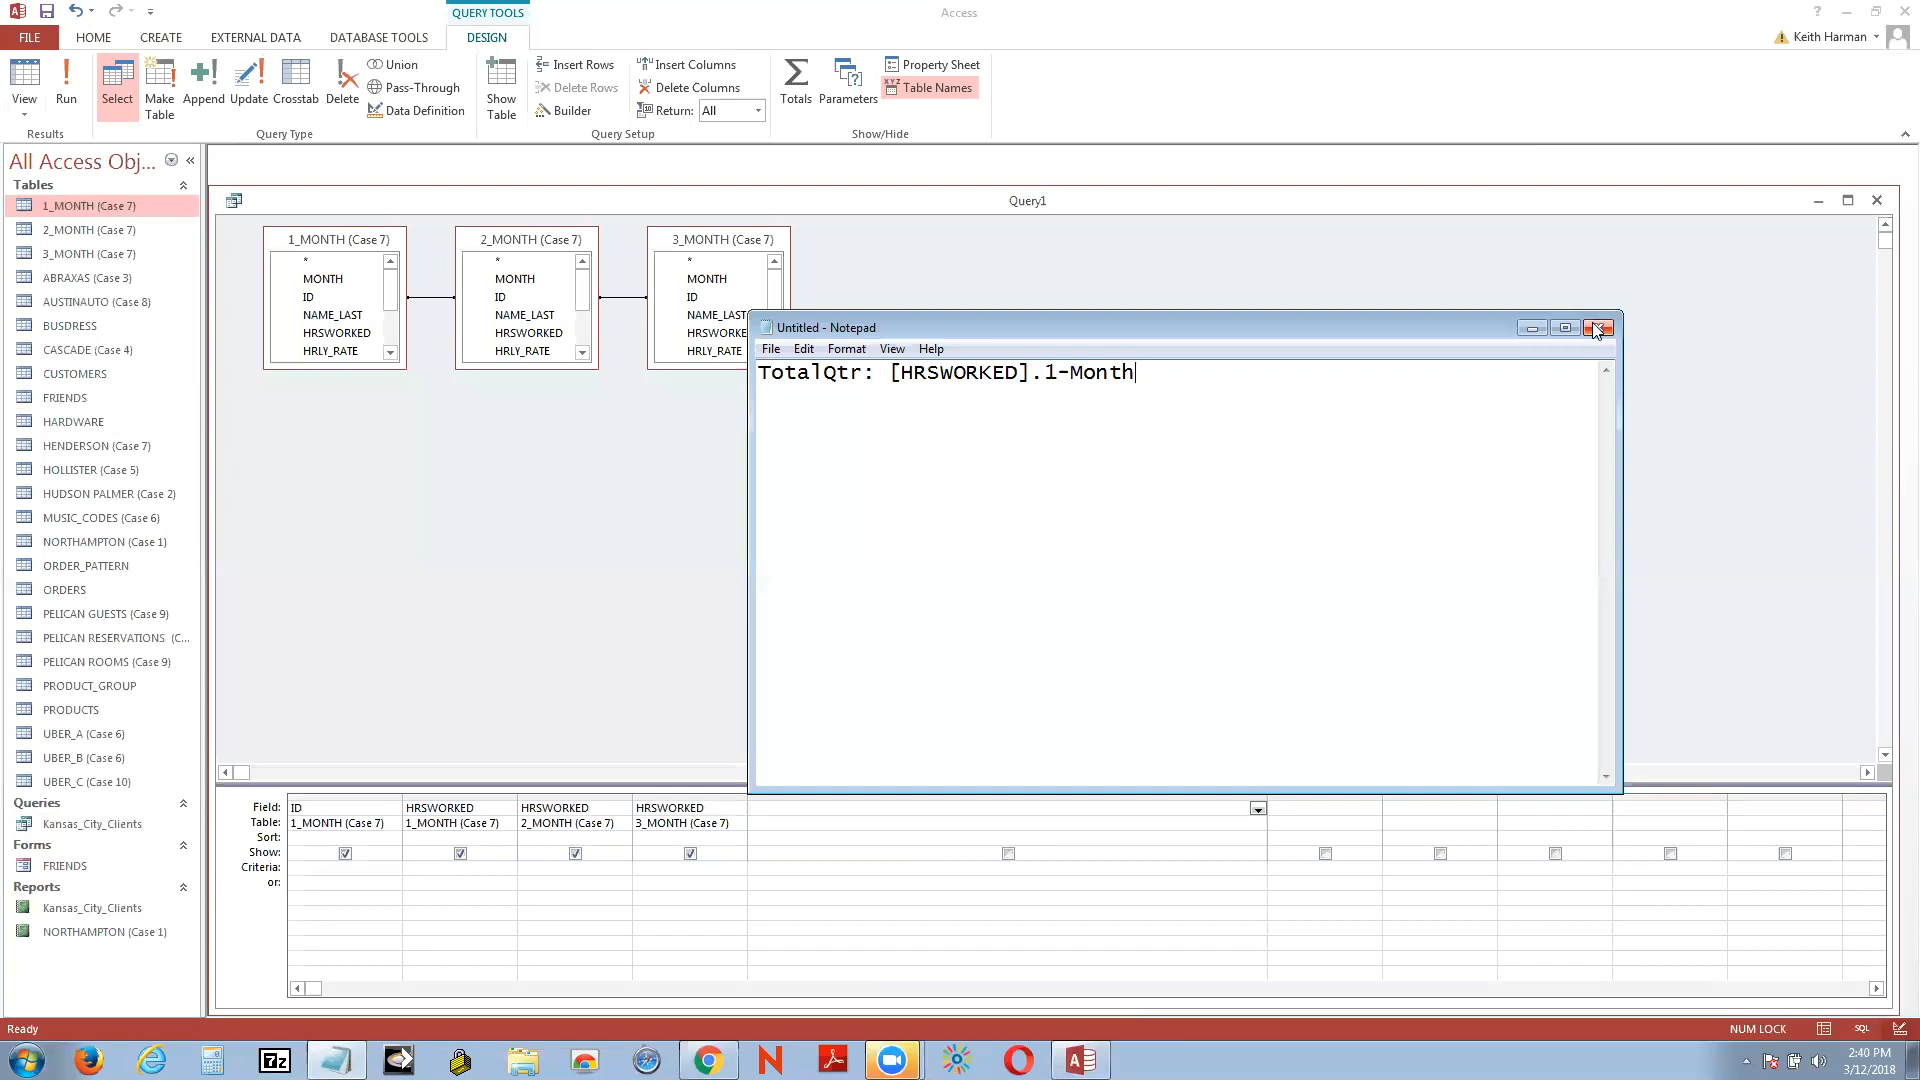 QUERY TOOLS
Access
FILE
HOME
CREATE
EXTERNAL DATA
DATABASE TOOLS
DESIGN
Keith Harman
View
Run
Select
Make
Table
Append
Update
Crosstab
Delete
Union
Pass-Through
Data Definition
Show
Table
Insert Rows
Delete Rows
Builder
Insert Columns
Delete Columns
Return:
All
Totals
Parameters
Property Sheet
Table Names
Results
Query Type
Query Setup
Show/Hide
All Access Obj...
Tables
1_MONTH (Case 7)
2_MONTH (Case 7)
3_MONTH (Case 7)
ABRAXAS (Case 3)
AUSTINAUTO (Case 8)
BUSDRESS
CASCADE (Case 4)
CUSTOMERS
FRIENDS
HARDWARE
HENDERSON (Case 7)
HOLLISTER (Case 5)
HUDSON PALMER (Case 2)
MUSIC_CODES (Case 6)
NORTHAMPTON (Case 1)
ORDER_PATTERN
ORDERS
PELICAN GUESTS (Case 9)
PELICAN RESERVATIONS (C...
PELICAN ROOMS (Case 9)
PRODUCT_GROUP
PRODUCTS
UBER_A (Case 6)
UBER_B (Case 6)
UBER_C (Case 10)
Queries
Kansas_City_Clients
Forms
FRIENDS
Reports
Kansas_City_Clients
NORTHAMPTON (Case 1)
Query1
1_MONTH (Case 7)
*
MONTH
ID
NAME_LAST
HRSWORKED
HRLY_RATE
2_MONTH (Case 7)
*
MONTH
ID
NAME_LAST
HRSWORKED
HRLY_RATE
3_MONTH (Case 7)
*
MONTH
ID
NAME_LAST
HRSWORKE
HRLY_RATE
Untitled - Notepad
File Edit Format View Help
TotalQtr: [HRSWORKED].1-Month
Field: ID HRSWORKED HRSWORKED HRSWORKED
Table: 1_MONTH (Case 7) 1_MONTH (Case 7) 2_MONTH (Case 7) 3_MONTH (Case 7)
Sort:
Show:
Criteria:
or:
Ready
NUM LOCK
SQL
7z
2:40 PM
3/12/2018